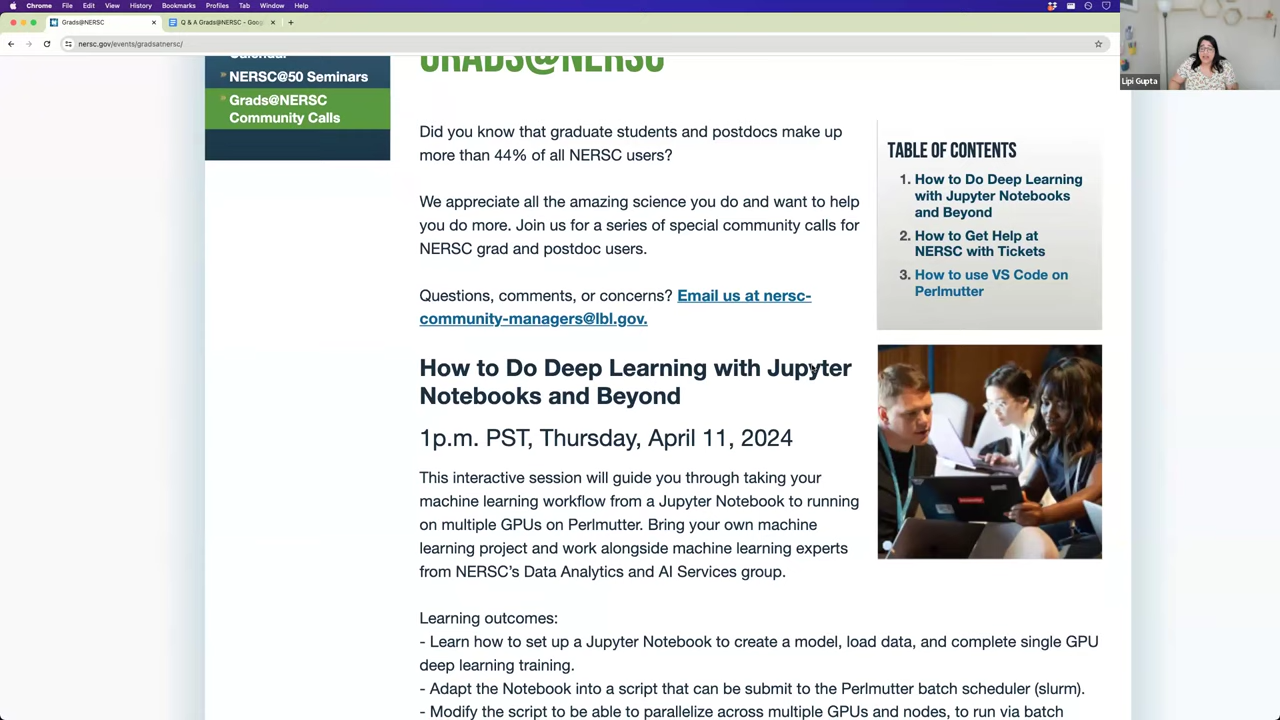 Chrome File Edit View History Bookmarks Profiles Tab Window Help
Grads@NERSC
Q & A Grads@NERSC - Goog
nersc.gov/events/gradsatnersc/
Lipi Gupta
Calendar
NERSC@50 Seminars
Grads@NERSC
Community Calls
GRADS@NERSC
Did you know that graduate students and postdocs make up
more than 44% of all NERSC users?
We appreciate all the amazing science you do and want to help
you do more. Join us for a series of special community calls for
NERSC grad and postdoc users.
Questions, comments, or concerns? Email us at nersc-
community-managers@lbl.gov.
TABLE OF CONTENTS
1. How to Do Deep Learning
with Jupyter Notebooks
and Beyond
2. How to Get Help at
NERSC with Tickets
3. How to use VS Code on
Perlmutter
How to Do Deep Learning with Jupyter
Notebooks and Beyond
1p.m. PST, Thursday, April 11, 2024
This interactive session will guide you through taking your
machine learning workflow from a Jupyter Notebook to running
on multiple GPUs on Perlmutter. Bring your own machine
learning project and work alongside machine learning experts
from NERSC's Data Analytics and AI Services group.
Learning outcomes:
- Learn how to set up a Jupyter Notebook to create a model, load data, and complete single GPU
deep learning training.
- Adapt the Notebook into a script that can be submit to the Perlmutter batch scheduler (slurm).
- Modify the script to be able to parallelize across multiple GPUs and nodes, to run via batch